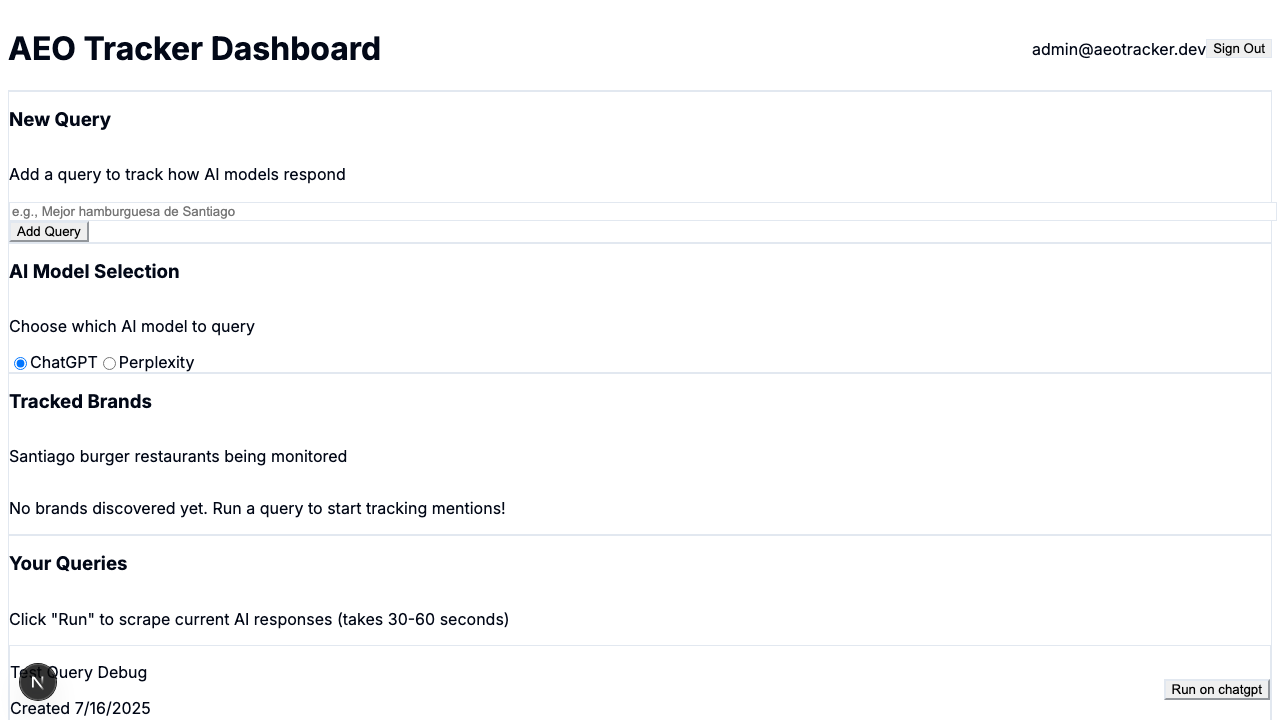 AEO Tracker Dashboard
admin@aeotracker.dev
Sign Out
New Query
Add a query to track how AI models respond
e.g., Mejor hamburguesa de Santiago
Add Query
AI Model Selection
Choose which AI model to query
ChatGPT Perplexity
Tracked Brands
Santiago burger restaurants being monitored
No brands discovered yet. Run a query to start tracking mentions!
Your Queries
Click "Run" to scrape current AI responses (takes 30-60 seconds)
Test Query Debug
N
Run on chatgpt
Created 7/16/2025